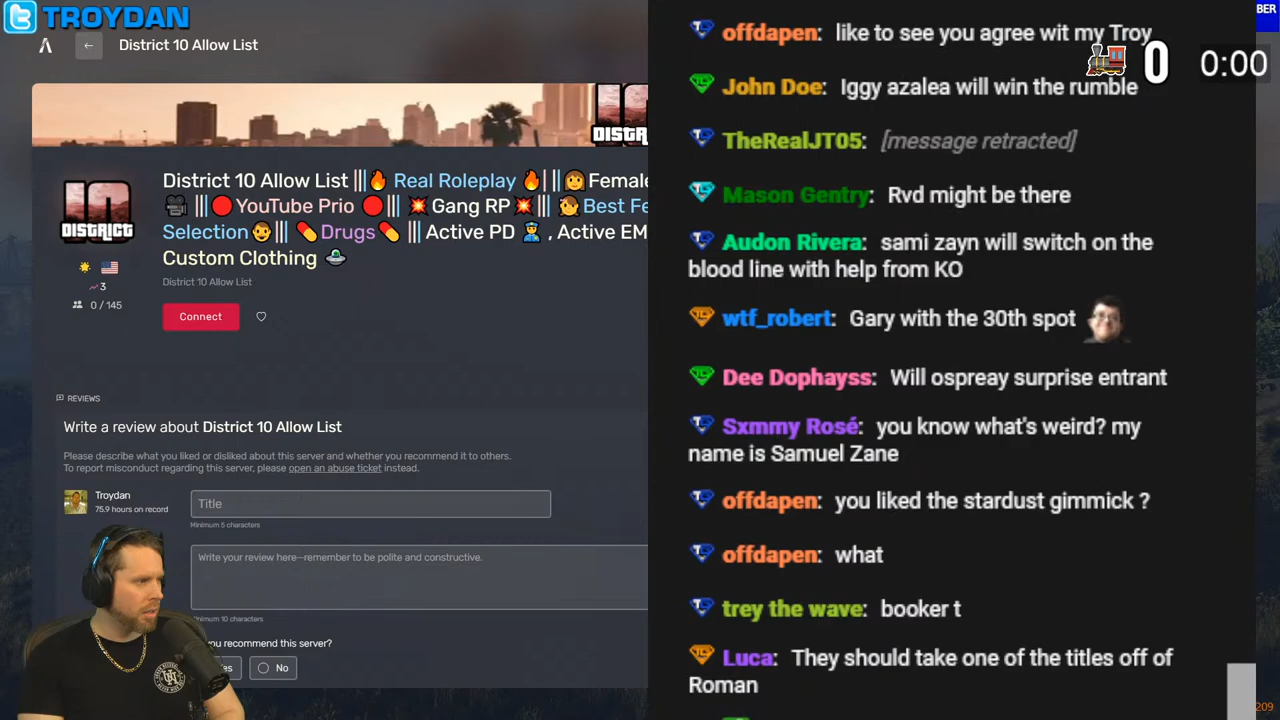 TROYDAN
District 10 Allow List
BER
offdapen: like to see you agree wit my Troy
0
0:00
John Doe: Iggy azalea will win the rumble
DISTRICT
TheRealJT05: [message retracted]
District 10 Allow List |||🔥 Real Roleplay 🔥| ||👩Female
Mason Gentry: Rvd might be there
🎥 |||🔴YouTube Prio 🔴|| 💥Gang RP💥||| 👩Best Fe
10
DISTRICT
Selection👨||| 💊Drugs💊 ||| Active PD 👮, Active EM
Custom Clothing 🛸
Audon Rivera: sami zayn will switch on the
blood line with help from KO
3
District 10 Allow List
0 / 145
Connect
wtf_robert: Gary with the 30th spot
Dee Dophayss: Will ospreay surprise entrant
REVIEWS
Write a review about District 10 Allow List
Sxmmy Rosé: you know what's weird? my
name is Samuel Zane
Please describe what you liked or disliked about this server and whether you recommend it to others.
To report misconduct regarding this server, please open an abuse ticket instead.
Troydan
75.9 hours on record
Title
Minimum 5 characters
offdapen: you liked the stardust gimmick ?
Write your review here—remember to be polite and constructive.
offdapen: what
trey the wave: booker t
inimum 10 characters
you recommend this server?
es
No
Luca: They should take one of the titles off of
Roman
209